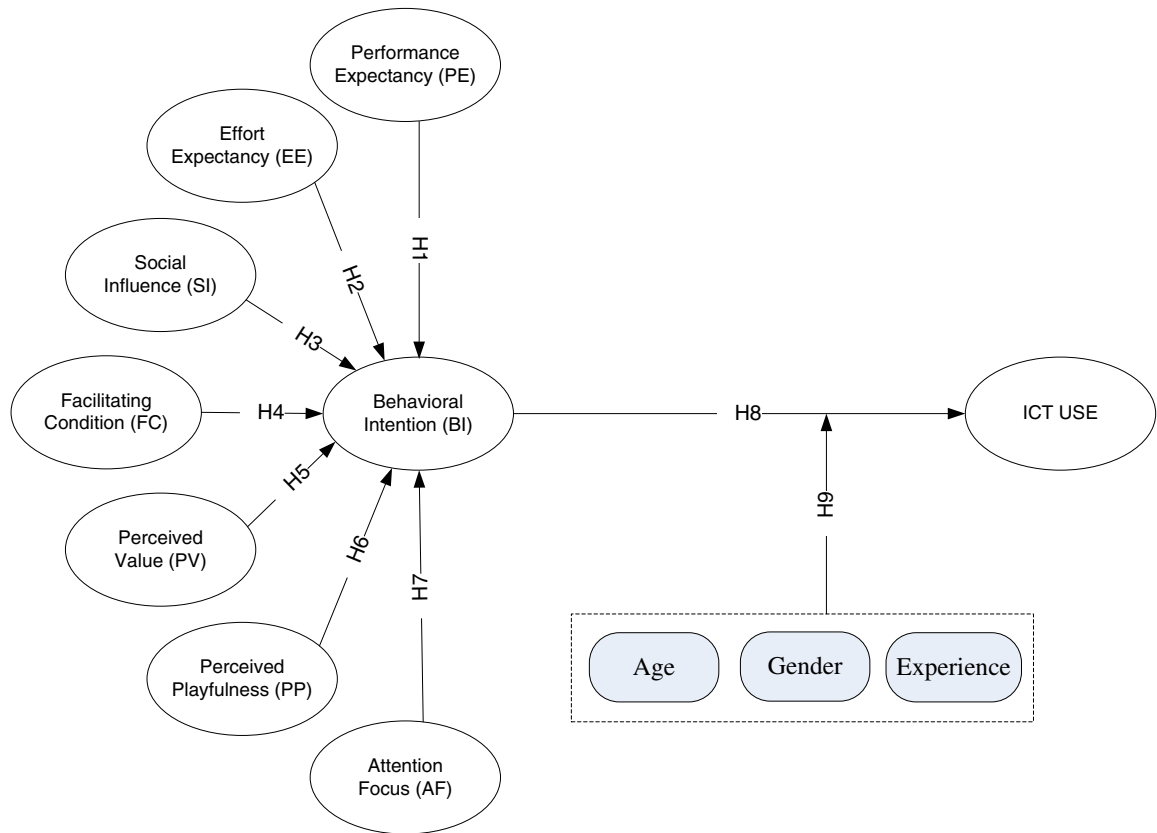 Performance
Expectancy (PE)
Effort
Expectancy (EE)
H1
Social
Influence (SI)
H2
H3
Facilitating
Condition (FC)
H4
Behavioral
Intention (BI)
H8
ICT USE
H5
H9
Perceived
Value (PV)
H6
H7
Perceived
Playfulness (PP)
Age
Gender
Experience
Attention
Focus (AF)